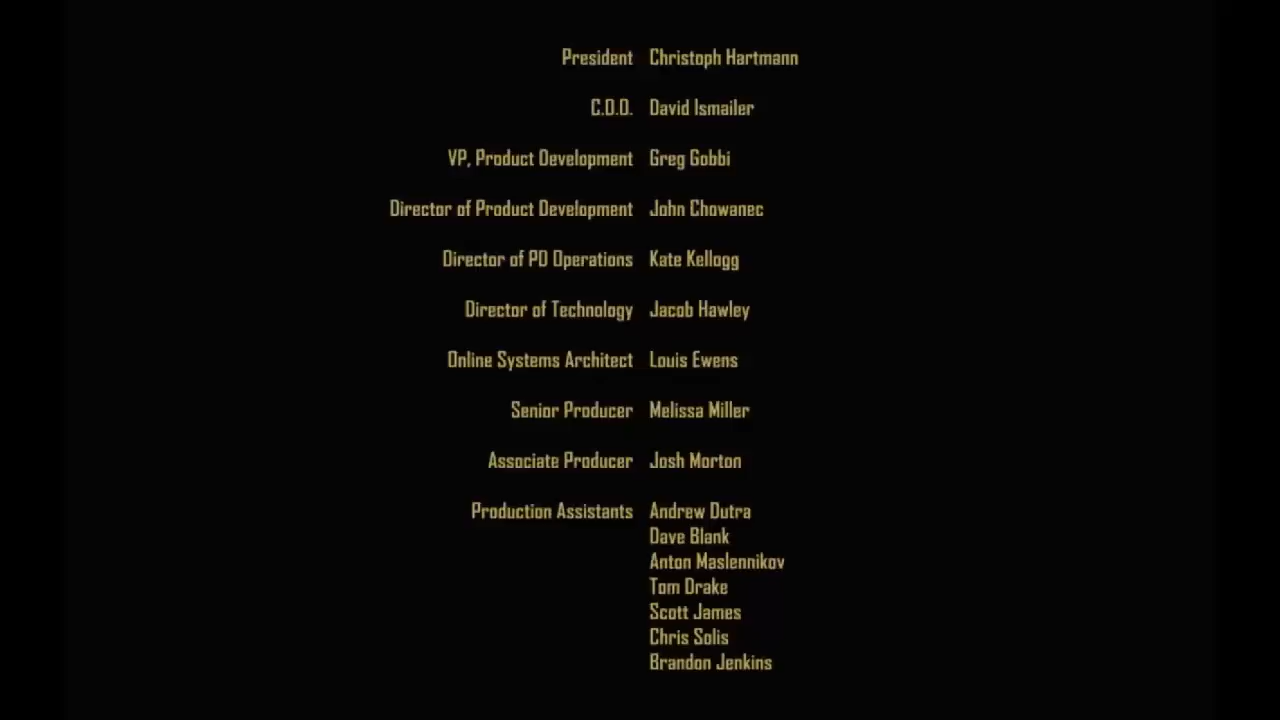 President Christoph Hartmann
C.O.O. David Ismailer
VP, Product Development Greg Gobbi
Director of Product Development John Chowanec
Director of PD Operations Kate Kellogg
Director of Technology Jacob Hawley
Online Systems Architect Louis Ewens
Senior Producer Melissa Miller
Associate Producer Josh Morton
Production Assistants Andrew Dutra
Dave Blank
Anton Maslennikov
Tom Drake
Scott James
Chris Solis
Brandon Jenkins